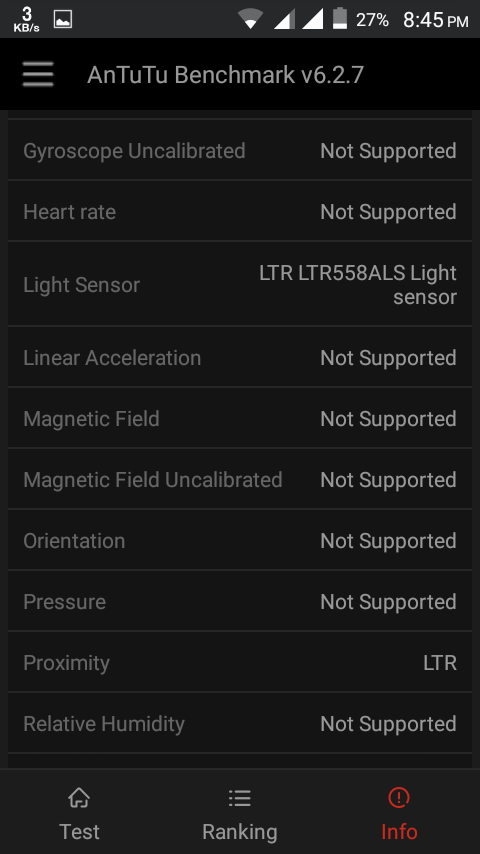 3
KB/s
27%
8:45 PM
AnTuTu Benchmark v6.2.7
Gyroscope Uncalibrated Not Supported
Heart rate Not Supported
Light Sensor LTR LTR558ALS Light
sensor
Linear Acceleration Not Supported
Magnetic Field Not Supported
Magnetic Field Uncalibrated Not Supported
Orientation Not Supported
Pressure Not Supported
Proximity LTR
Relative Humidity Not Supported
Test Ranking Info